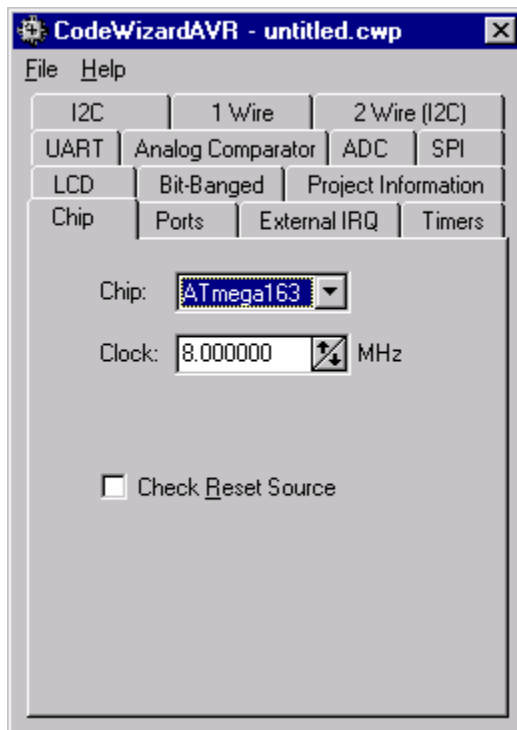 CodeWizardAVR - untitled.cwp
File Help
I2C 1 Wire 2 Wire (I2C)
UART Analog Comparator ADC SPI
LCD Bit-Banged Project Information
Chip Ports External IRQ Timers
Chip: ATmega163
Clock: 8.000000 MHz
Check Reset Source